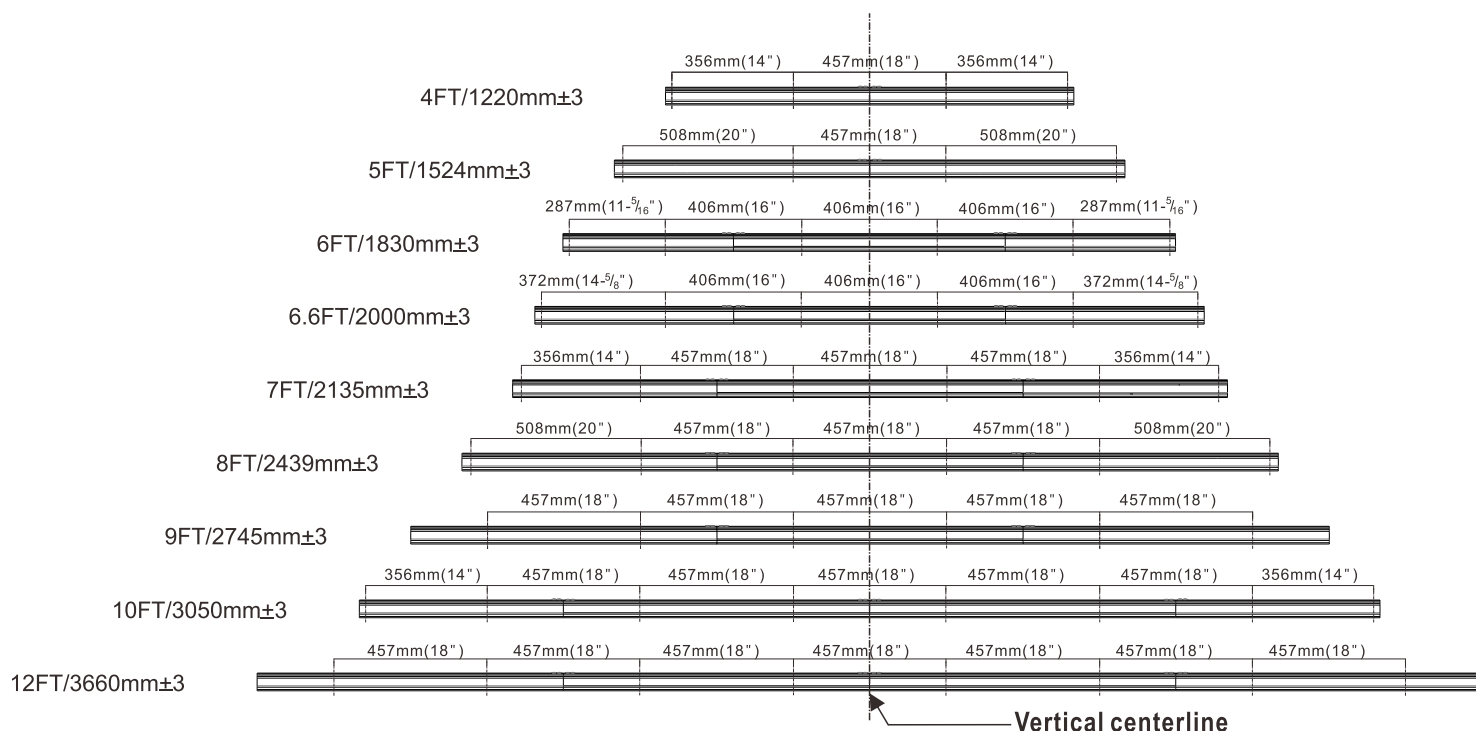 356mm(14") 457mm(18") 356mm(14")
4FT/1220mm±3
508mm(20") 457mm(18") 508mm(20")
5FT/1524mm±3
287mm(11-5/16") 406mm(16") 406mm(16") 406mm(16") 287mm(11-5/16")
6FT/1830mm±3
372mm(14-5/8") 406mm(16") 406mm(16") 406mm(16") 372mm(14-5/8")
6.6FT/2000mm±3
356mm(14") 457mm(18") 457mm(18") 457mm(18") 356mm(14")
7FT/2135mm±3
508mm(20") 457mm(18") 457mm(18") 457mm(18") 508mm(20")
8FT/2439mm±3
457mm(18") 457mm(18") 457mm(18") 457mm(18") 457mm(18")
9FT/2745mm±3
356mm(14") 457mm(18") 457mm(18") 457mm(18") 457mm(18") 457mm(18") 356mm(14")
10FT/3050mm±3
457mm(18") 457mm(18") 457mm(18") 457mm(18") 457mm(18") 457mm(18") 457mm(18")
12FT/3660mm±3
Vertical centerline